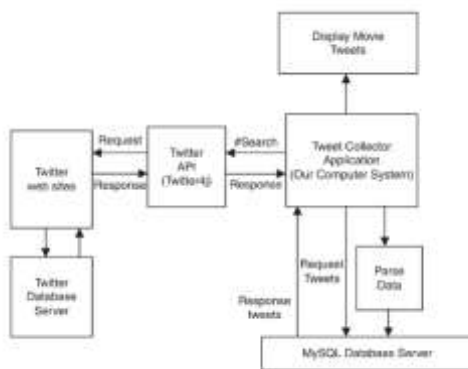 Display Movie
Tweets
Request
Twitter
API
(Twitter4j)
#Search
Tweet Collector
Application
(Our Computer System)
Twitter
web sites
Response
Response
Twitter
Database
Server
Response
tweets
Request
Tweets
Parse
Data
MySQL Database Server